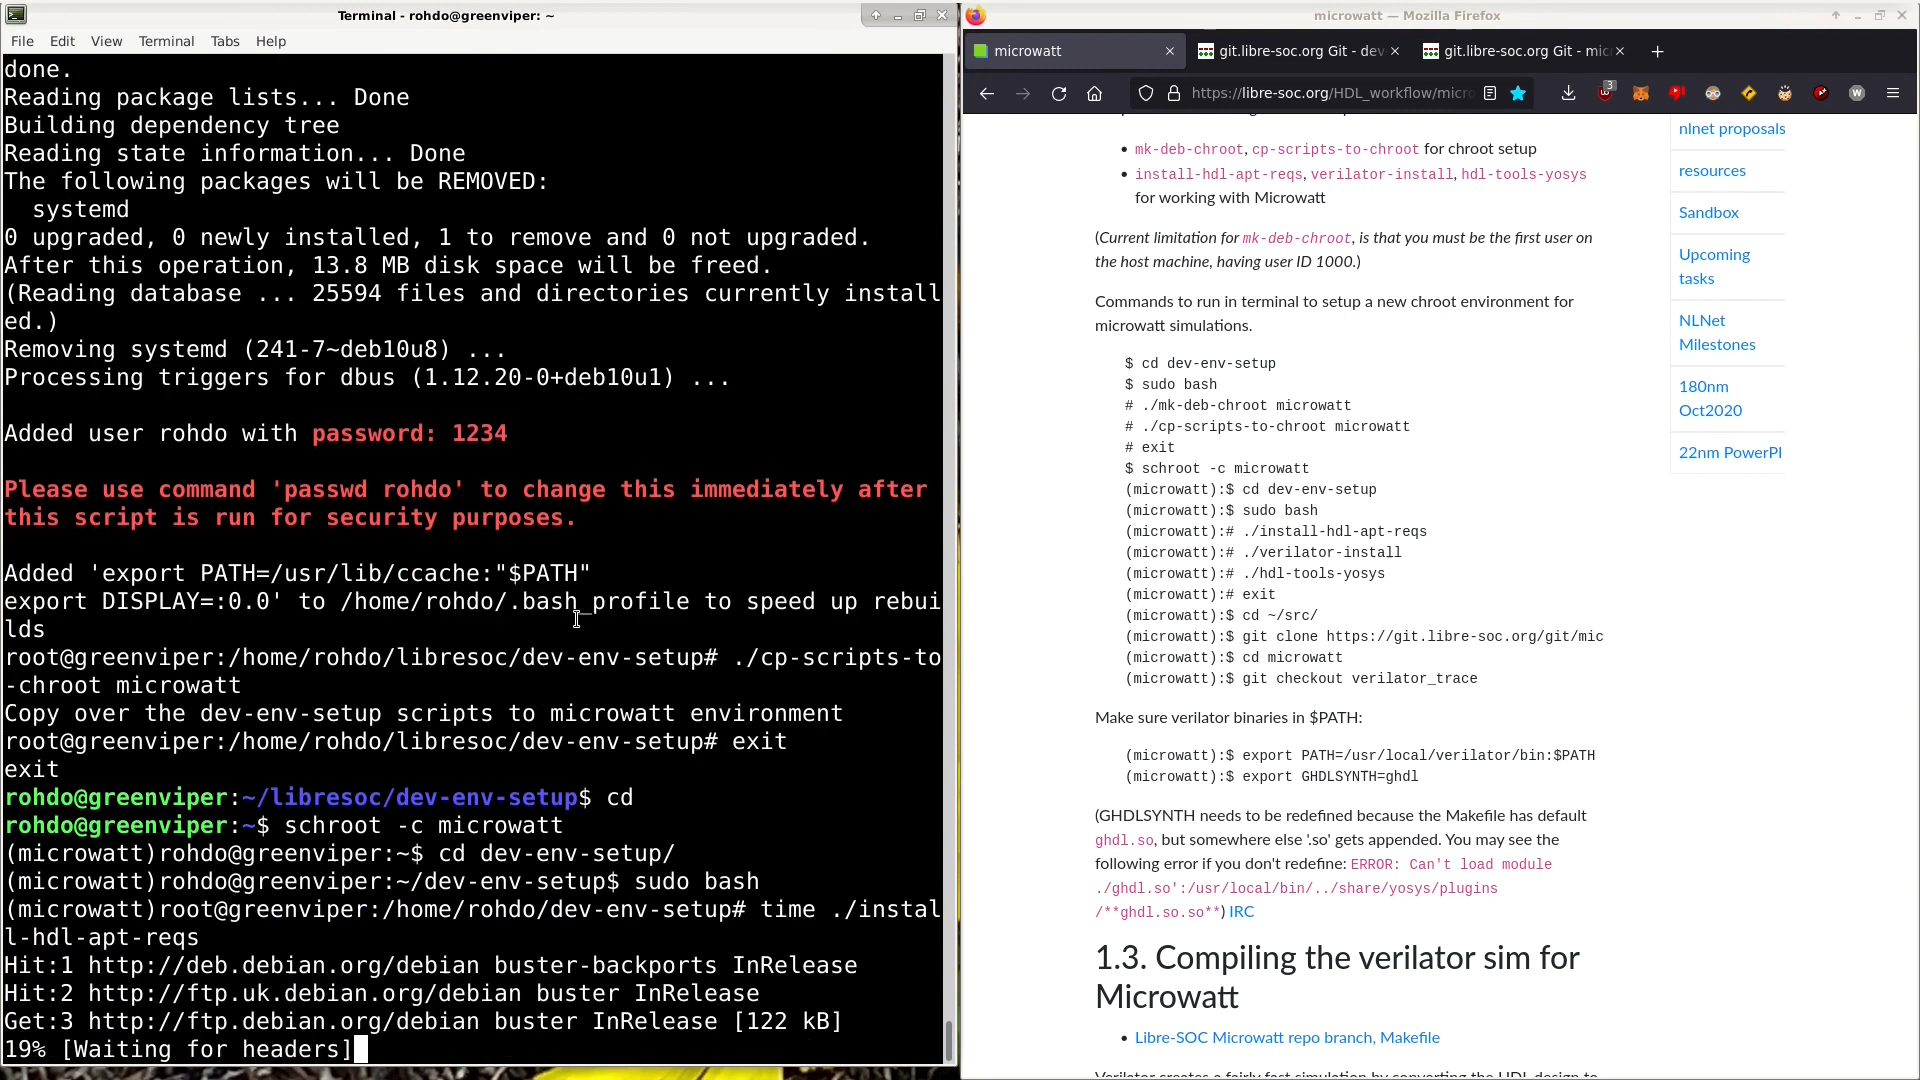 Terminal - rohdo@greenviper: ~
File Edit View Terminal Tabs Help
done.
Reading package lists... Done
Building dependency tree
Reading state information... Done
The following packages will be REMOVED:
systemd
0 upgraded, 0 newly installed, 1 to remove and 0 not upgraded.
After this operation, 13.8 MB disk space will be freed.
(Reading database ... 25594 files and directories currently install
ed.)
Removing systemd (241-7~deb10u8) ...
Processing triggers for dbus (1.12.20-0+deb10u1) ...
Added user rohdo with password: 1234
Please use command 'passwd rohdo' to change this immediately after
this script is run for security purposes.
Added 'export PATH=/usr/lib/ccache:"$PATH"
export DISPLAY=:0.0' to /home/rohdo/.bash_profile to speed up rebui
lds
root@greenviper:/home/rohdo/libresoc/dev-env-setup# ./cp-scripts-to
-chroot microwatt
Copy over the dev-env-setup scripts to microwatt environment
root@greenviper:/home/rohdo/libresoc/dev-env-setup# exit
exit
rohdo@greenviper:~/libresoc/dev-env-setup$ cd
rohdo@greenviper:~$ schroot -c microwatt
(microwatt)rohdo@greenviper:~$ cd dev-env-setup/
(microwatt)rohdo@greenviper:~/dev-env-setup$ sudo bash
(microwatt)root@greenviper:/home/rohdo/dev-env-setup# time ./instal
l-hdl-apt-reqs
Hit:1 http://deb.debian.org/debian buster-backports InRelease
Hit:2 http://ftp.uk.debian.org/debian buster InRelease
Get:3 http://ftp.debian.org/debian buster InRelease [122 kB]
19% [Waiting for headers]
microwatt — Mozilla Firefox
microwatt
git.libre-soc.org Git - dev
git.libre-soc.org Git - mic
https://libre-soc.org/HDL_workflow/micro
3
W
• mk-deb-chroot, cp-scripts-to-chroot for chroot setup
• install-hdl-apt-reqs, verilator-install, hdl-tools-yosys
for working with Microwatt
(Current limitation for mk-deb-chroot, is that you must be the first user on
the host machine, having user ID 1000.)
Commands to run in terminal to setup a new chroot environment for
microwatt simulations.
$ cd dev-env-setup
$ sudo bash
# ./mk-deb-chroot microwatt
# ./cp-scripts-to-chroot microwatt
# exit
$ schroot -c microwatt
(microwatt):$ cd dev-env-setup
(microwatt):$ sudo bash
(microwatt):# ./install-hdl-apt-reqs
(microwatt):# ./verilator-install
(microwatt):# ./hdl-tools-yosys
(microwatt):# exit
(microwatt):$ cd ~/src/
(microwatt):$ git clone https://git.libre-soc.org/git/mic
(microwatt):$ cd microwatt
(microwatt):$ git checkout verilator_trace
Make sure verilator binaries in $PATH:
(microwatt):$ export PATH=/usr/local/verilator/bin:$PATH
(microwatt):$ export GHDLSYNTH=ghdl
(GHDLSYNTH needs to be redefined because the Makefile has default
ghdl.so, but somewhere else '.so' gets appended. You may see the
following error if you don't redefine: ERROR: Can't load module
./ghdl.so':/usr/local/bin/../share/yosys/plugins
/**ghdl.so.so**) IRC
1.3. Compiling the verilator sim for
Microwatt
• Libre-SOC Microwatt repo branch, Makefile
nlnet proposals
resources
Sandbox
Upcoming
tasks
NLNet
Milestones
180nm
Oct2020
22nm PowerPI